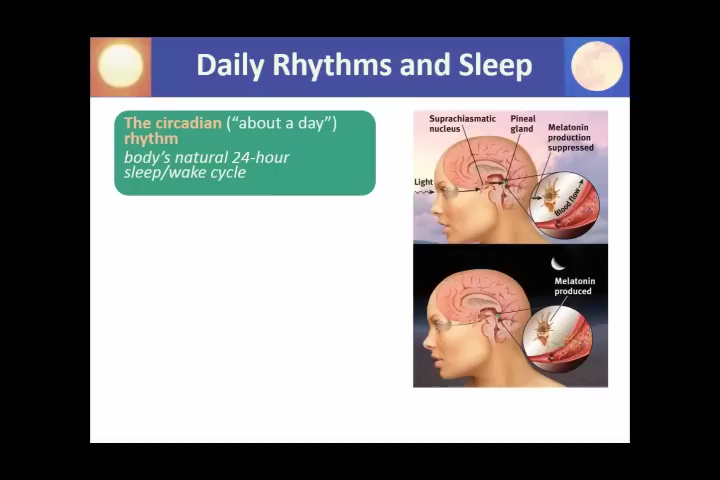 Daily Rhythms and Sleep
The circadian (“about a day”)
rhythm
body’s natural 24-hour
sleep/wake cycle
Suprachiasmatic
nucleus
Pineal
gland
Melatonin
production
suppressed
Light
Blood flow
Melatonin
produced